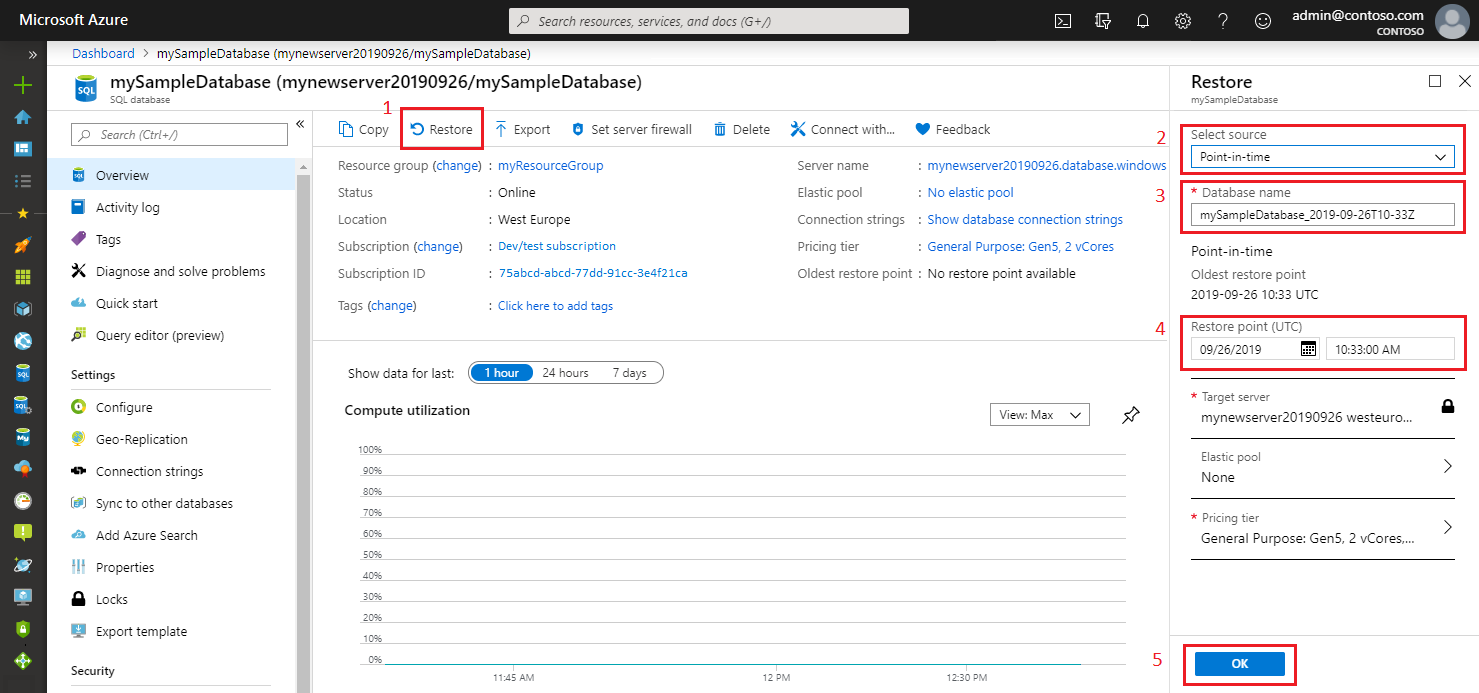 Microsoft Azure
Search resources, services, and docs (G+/)
admin@contoso.com
CONTOSO
Dashboard > mySampleDatabase (mynewserver20190926/mySampleDatabase)
mySampleDatabase (mynewserver20190926/mySampleDatabase)
SQL database
Search (Ctrl+/)
Overview
Activity log
Tags
Diagnose and solve problems
Quick start
Query editor (preview)
Settings
Configure
Geo-Replication
Connection strings
Sync to other databases
Add Azure Search
Properties
Locks
Export template
Security
1
Copy Restore Export Set server firewall Delete Connect with... Feedback
Resource group (change) : myResourceGroup
Status : Online
Location : West Europe
Subscription (change) : Dev/test subscription
Subscription ID : 75abcd-abcd-77dd-91cc-3e4f21ca
Tags (change) : Click here to add tags
Server name : mynewserver20190926.database.windows
Elastic pool : No elastic pool
Connection strings : Show database connection strings
Pricing tier : General Purpose: Gen5, 2 vCores
Oldest restore point : No restore point available
Show data for last: 1 hour 24 hours 7 days
Compute utilization
View: Max
100%
90%
80%
70%
60%
50%
40%
30%
20%
10%
0%
11:45 AM 12 PM 12:30 PM
Restore
mySampleDatabase
2
Select source
Point-in-time
3
* Database name
mySampleDatabase_2019-09-26T10-33Z
Point-in-time
Oldest restore point
2019-09-26 10:33 UTC
4
Restore point (UTC)
09/26/2019 10:33:00 AM
* Target server
mynewserver20190926 westeuro...
Elastic pool
None
* Pricing tier
General Purpose: Gen5, 2 vCores,...
5
OK